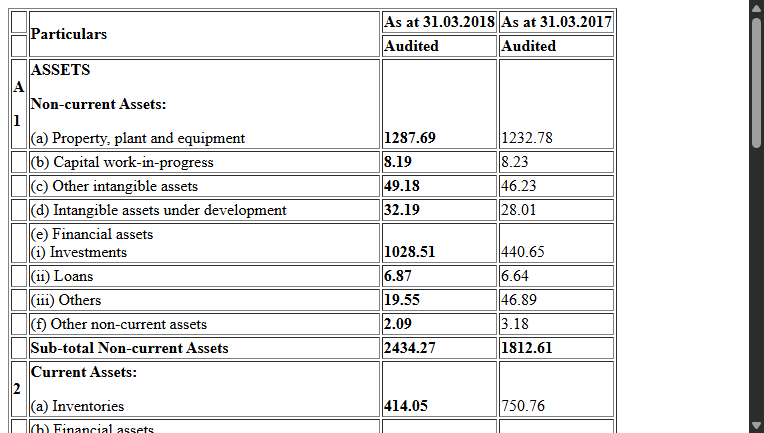 Particulars As at 31.03.2018 As at 31.03.2017
Audited Audited
ASSETS
A
Non-current Assets:
1
(a) Property, plant and equipment 1287.69 1232.78
(b) Capital work-in-progress 8.19 8.23
(c) Other intangible assets 49.18 46.23
(d) Intangible assets under development 32.19 28.01
(e) Financial assets
(i) Investments 1028.51 440.65
(ii) Loans 6.87 6.64
(iii) Others 19.55 46.89
(f) Other non-current assets 2.09 3.18
Sub-total Non-current Assets 2434.27 1812.61
Current Assets:
2
(a) Inventories 414.05 750.76
(b) Financial assets